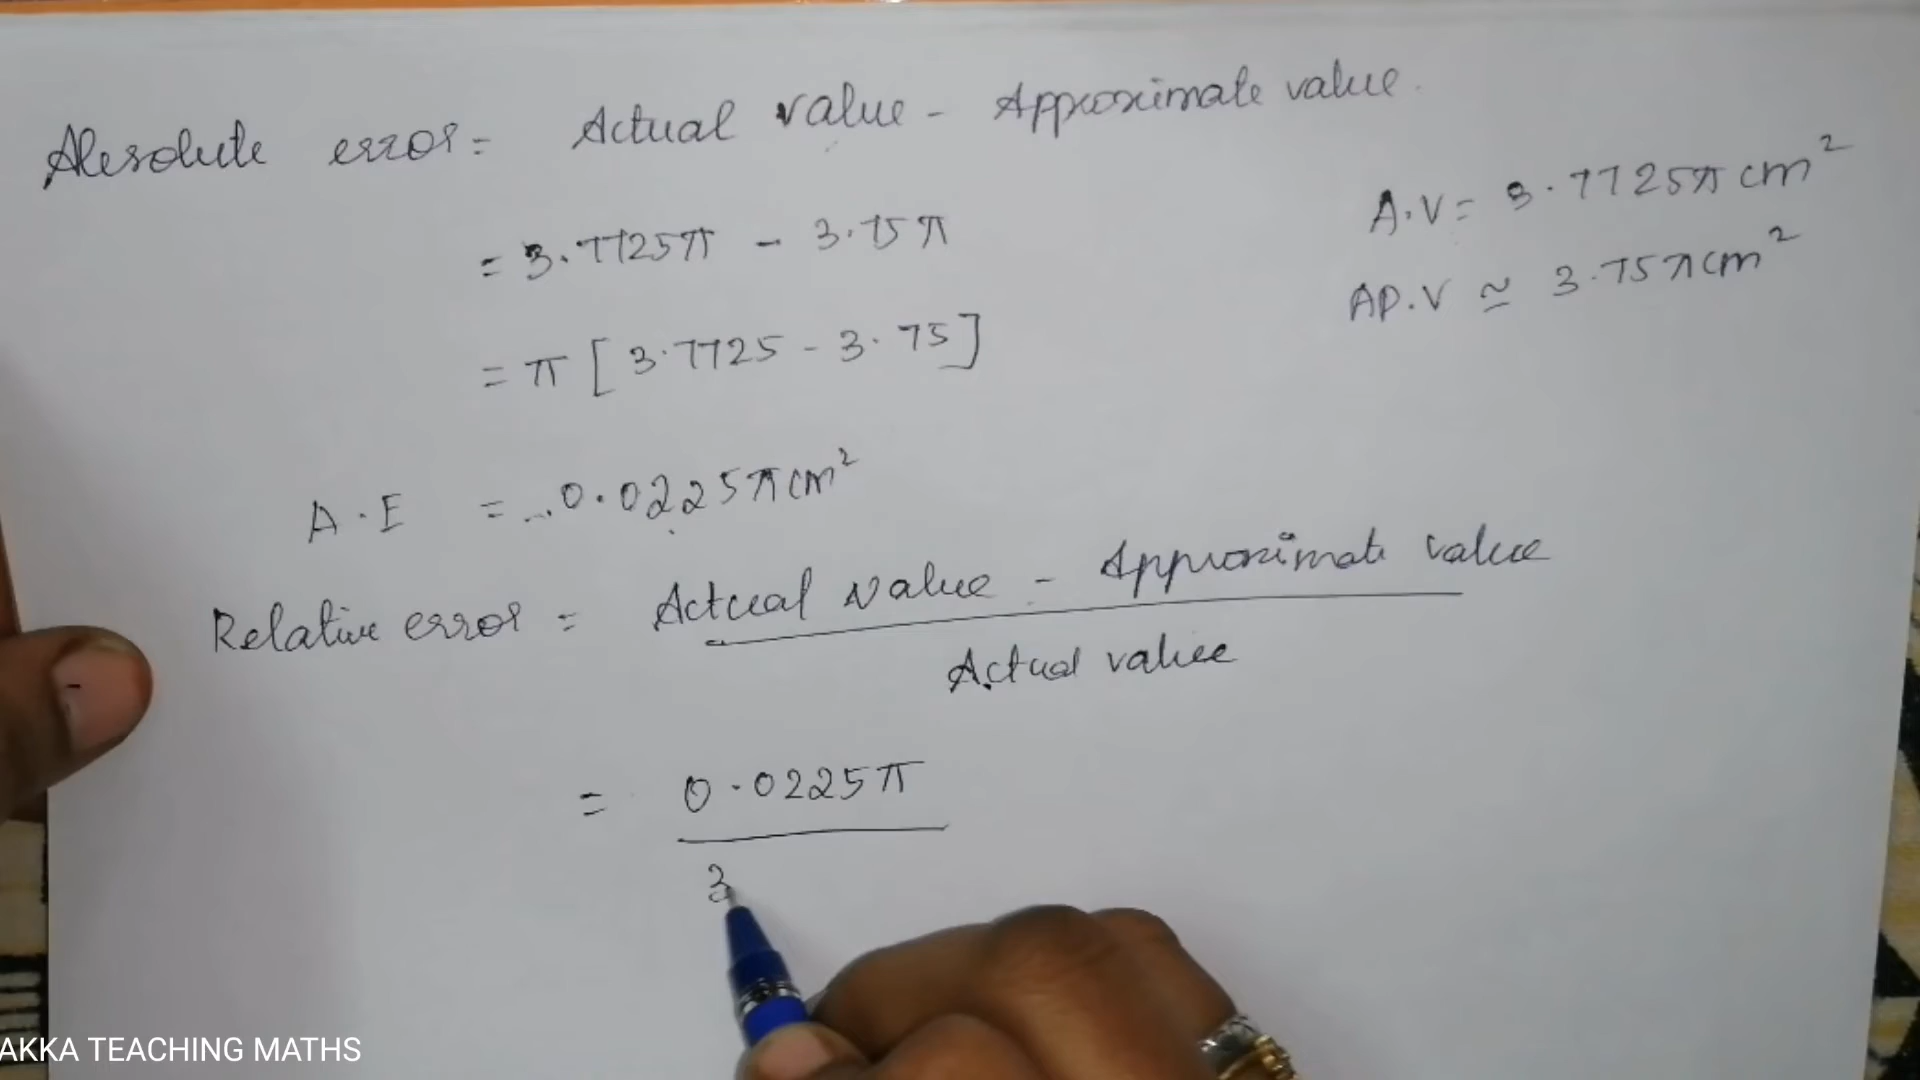 Absolute error = Actual value - Approximate value.
= 3.7725π - 3.75π
A.V = 3.7725π cm²
AP.V ≃ 3.75π cm²
= π [3.7725 - 3.75]
A.E = 0.0225π cm²
Relative error = Actual value - Approximate value
Actual value
= 0.0225π
3
AKKA TEACHING MATHS